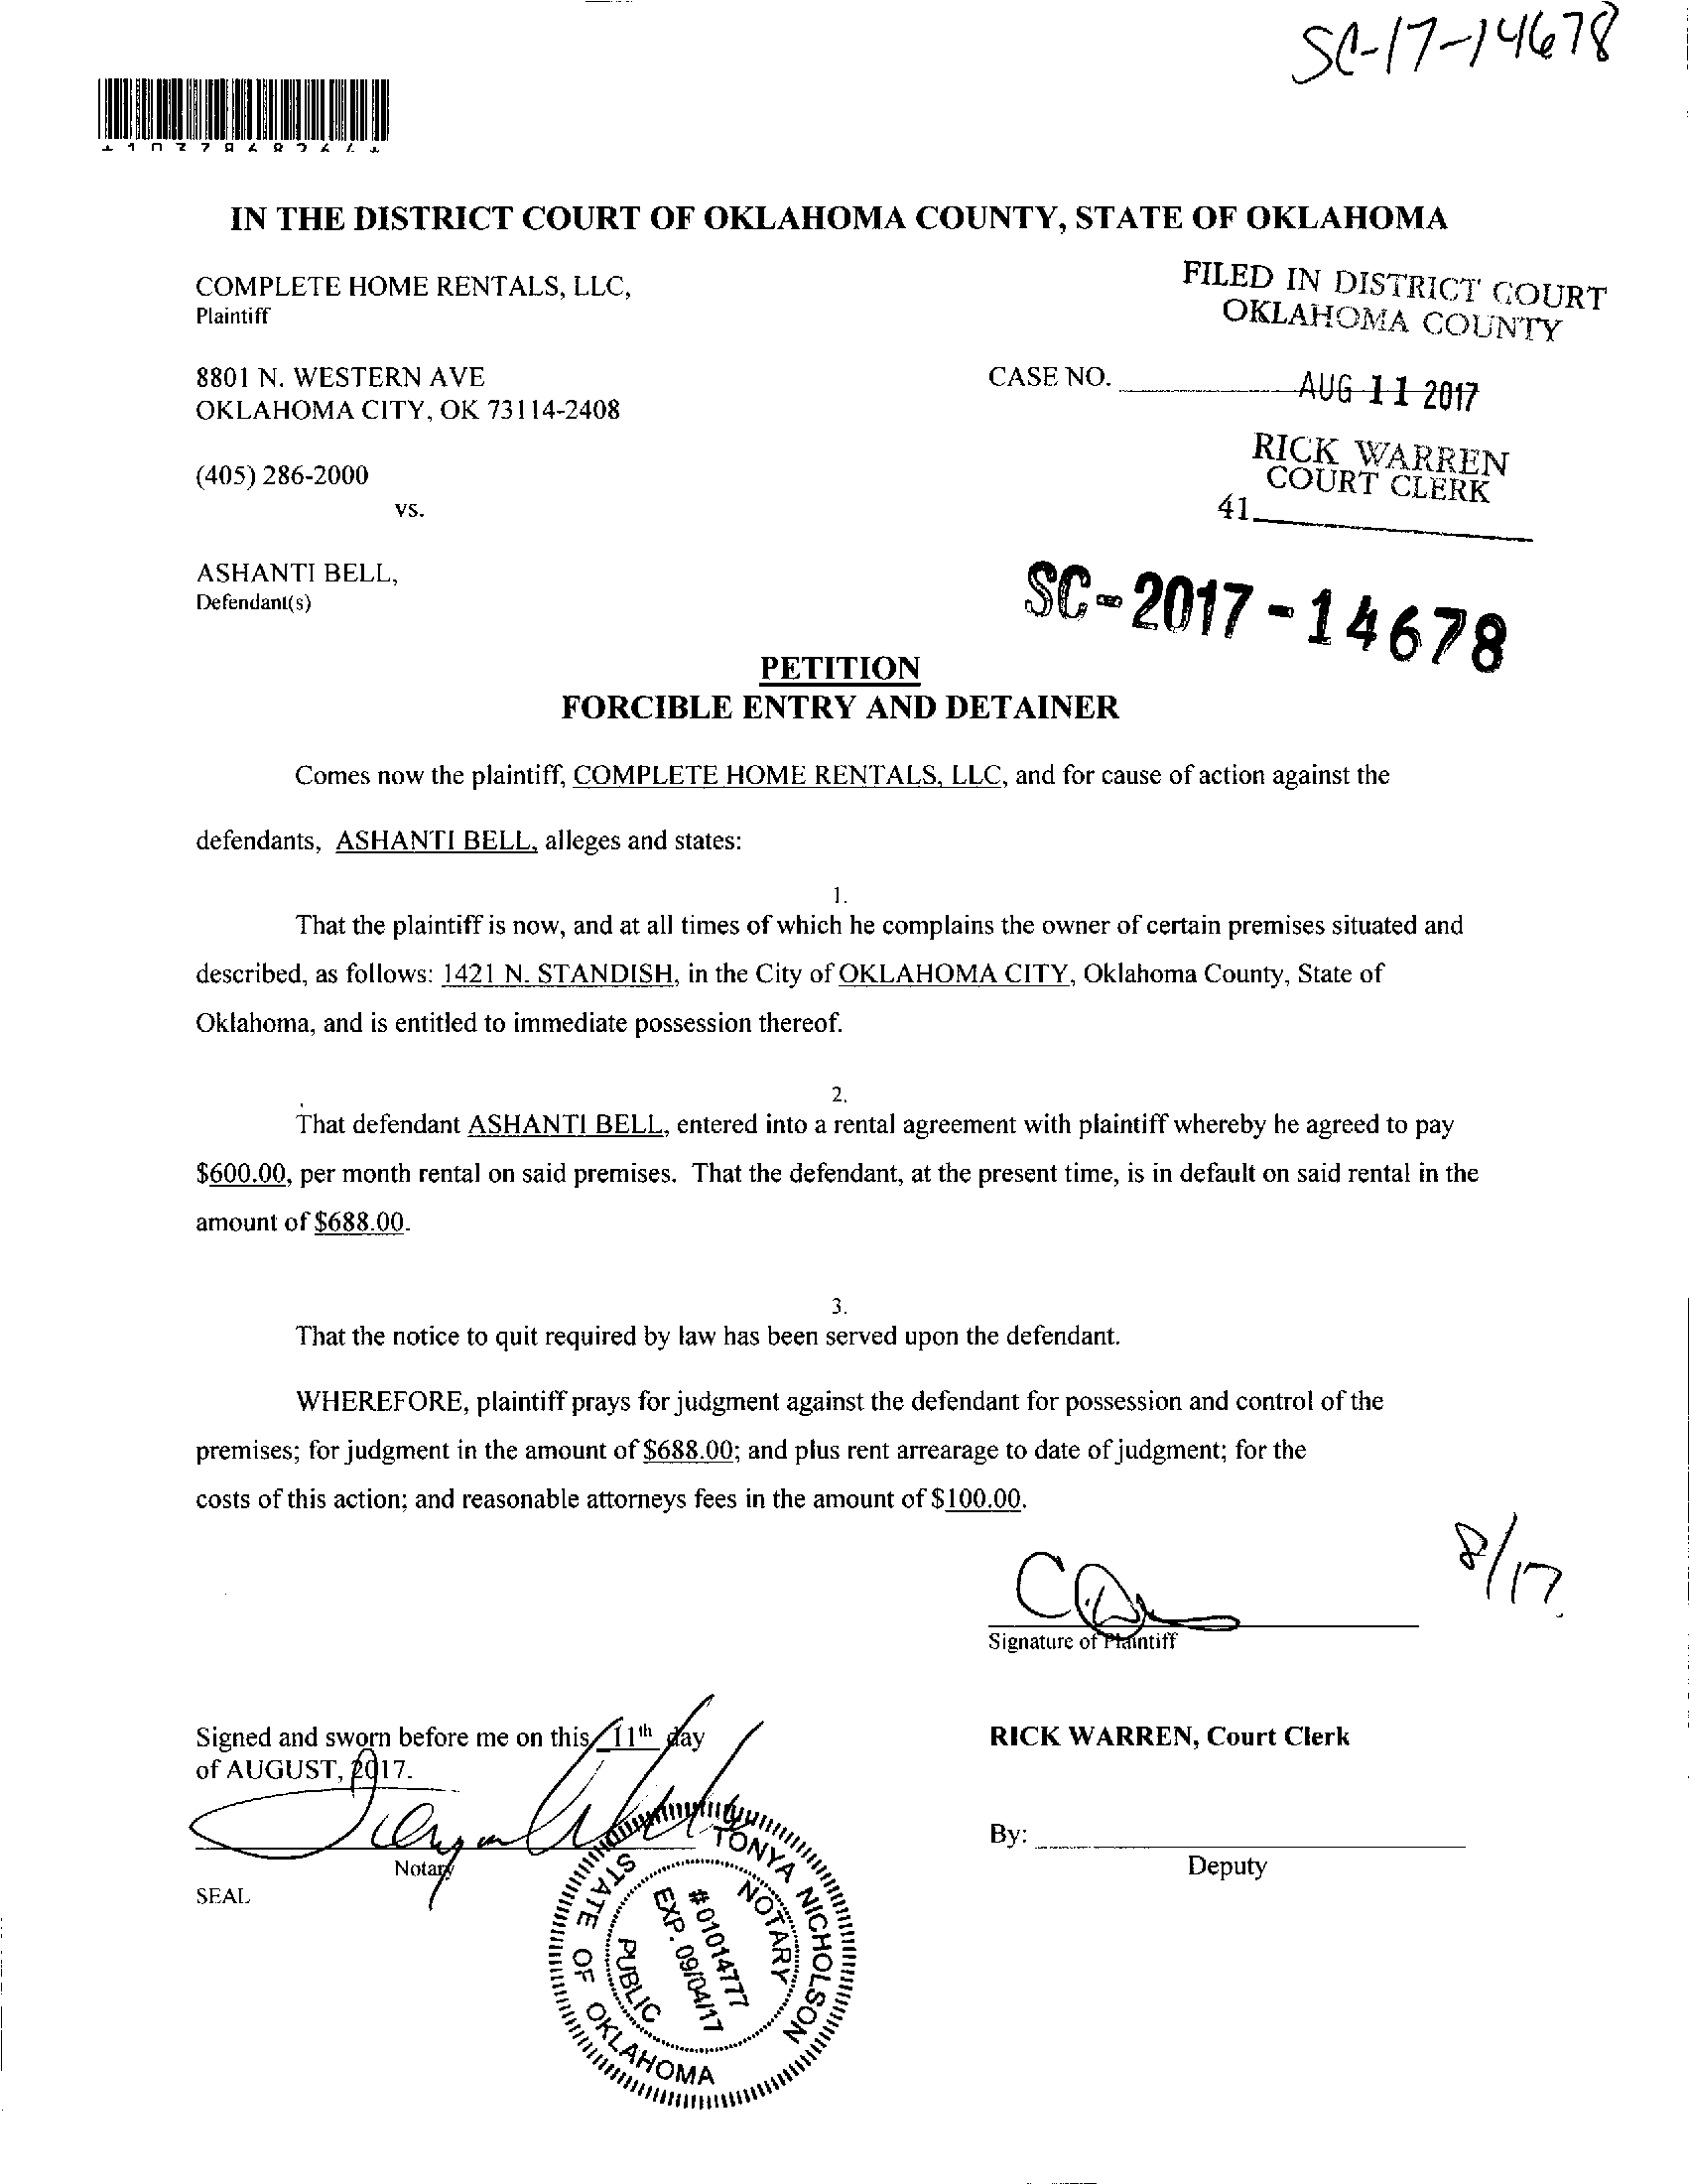 SC-17-14678
IN THE DISTRICT COURT OF OKLAHOMA COUNTY, STATE OF OKLAHOMA
COMPLETE HOME RENTALS, LLC,
Plaintiff
FILED IN DISTRICT COURT
OKLAHOMA COUNTY
8801 N. WESTERN AVE
OKLAHOMA CITY, OK 73114-2408
CASE NO.
AUG 11 2017
(405) 286-2000
RICK WARREN
COURT CLERK
vs.
41
ASHANTI BELL,
Defendant(s)
SC-2017-14678
PETITION
FORCIBLE ENTRY AND DETAINER
Comes now the plaintiff, COMPLETE HOME RENTALS, LLC, and for cause of action against the
defendants, ASHANTI BELL, alleges and states:
1.
That the plaintiff is now, and at all times of which he complains the owner of certain premises situated and
described, as follows: 1421 N. STANDISH, in the City of OKLAHOMA CITY, Oklahoma County, State of
Oklahoma, and is entitled to immediate possession thereof.
2.
That defendant ASHANTI BELL, entered into a rental agreement with plaintiff whereby he agreed to pay
$600.00, per month rental on said premises. That the defendant, at the present time, is in default on said rental in the
amount of $688.00.
3.
That the notice to quit required by law has been served upon the defendant.
WHEREFORE, plaintiff prays for judgment against the defendant for possession and control of the
premises; for judgment in the amount of $688.00; and plus rent arrearage to date of judgment; for the
costs of this action; and reasonable attorneys fees in the amount of $100.00.
8/17
Signature of Plaintiff
Signed and sworn before me on this 11th day
of AUGUST, 2017.
RICK WARREN, Court Clerk
By:
Deputy
Notary
SEAL
TONYA NICHOLSON
NOTARY
# 01014777
EXP. 09/04/17
PUBLIC
STATE OF OKLAHOMA